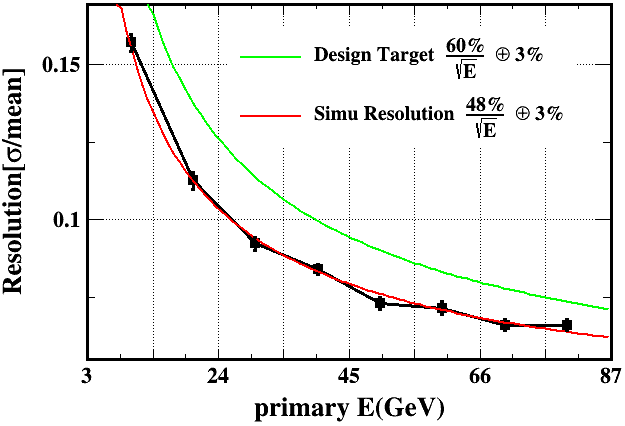 0.15
0.1
Resolution[σ/mean]
Design Target 60%/√E ⊕ 3%
Simu Resolution 48%/√E ⊕ 3%
3 24 45 66 87
primary E(GeV)